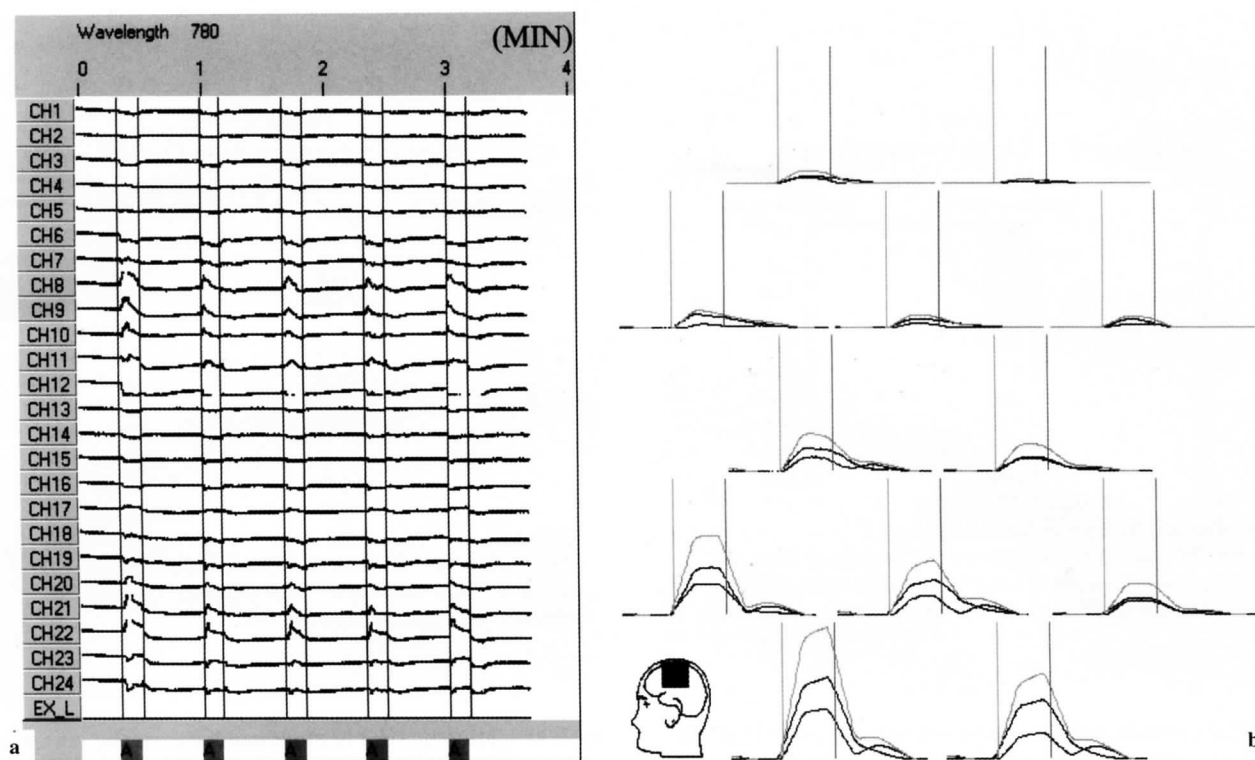 Wavelength 780 (MIN)
0 1 2 3 4
CH1
CH2
CH3
CH4
CH5
CH6
CH7
CH8
CH9
CH10
CH11
CH12
CH13
CH14
CH15
CH16
CH17
CH18
CH19
CH20
CH21
CH22
CH23
CH24
EX_L
A A A A A
a b